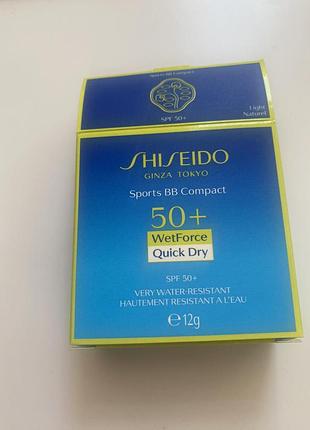 Sports BB Compact
SPF 50+
Light
Naturel
SHISEIDO
GINZA TOKYO
Sports BB Compact
50+
WetForce
Quick Dry
SPF 50+
VERY WATER-RESISTANT
HAUTEMENT RESISTANT A L'EAU
℮12g